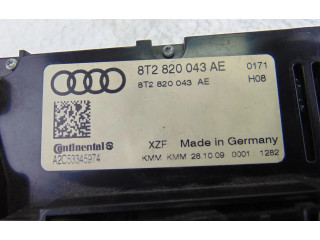 8T2 820 043 AE 0171
8T2 820 043 AE H08
Continental
A2C53345974
XZF Made in Germany
KMM KMM 28.10.09 0001 1282